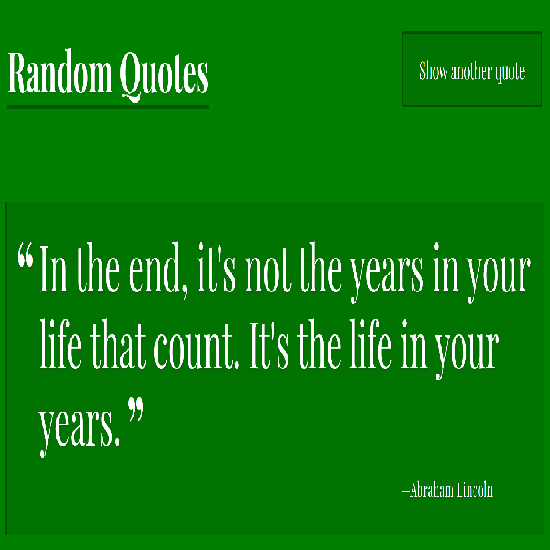 Random Quotes
Show another quote
“In the end, it's not the years in your
life that count. It's the life in your
years.”
—Abraham Lincoln